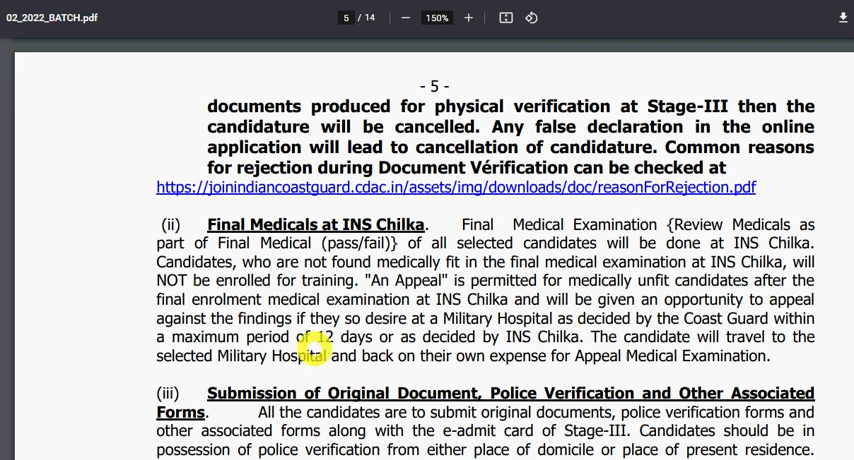 02_2022_BATCH.pdf
5 / 14
150%
- 5 -
documents produced for physical verification at Stage-III then the
candidature will be cancelled. Any false declaration in the online
application will lead to cancellation of candidature. Common reasons
for rejection during Document Vérification can be checked at
https://joinindiancoastguard.cdac.in/assets/img/downloads/doc/reasonForRejection.pdf
(ii) Final Medicals at INS Chilka. Final Medical Examination {Review Medicals as
part of Final Medical (pass/fail)} of all selected candidates will be done at INS Chilka.
Candidates, who are not found medically fit in the final medical examination at INS Chilka, will
NOT be enrolled for training. "An Appeal" is permitted for medically unfit candidates after the
final enrolment medical examination at INS Chilka and will be given an opportunity to appeal
against the findings if they so desire at a Military Hospital as decided by the Coast Guard within
a maximum period of 12 days or as decided by INS Chilka. The candidate will travel to the
selected Military Hospital and back on their own expense for Appeal Medical Examination.
(iii) Submission of Original Document, Police Verification and Other Associated
Forms. All the candidates are to submit original documents, police verification forms and
other associated forms along with the e-admit card of Stage-III. Candidates should be in
possession of police verification from either place of domicile or place of present residence.